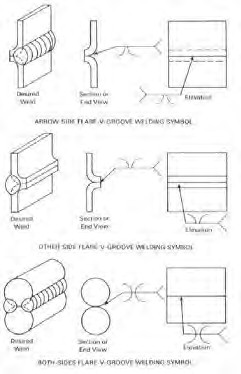 Desired
Weld
Section or
End View
Elevation
ARROW-SIDE FLARE-V-GROOVE WELDING SYMBOL
Desired
Weld
Section or
End View
Elevation
OTHER-SIDE FLARE-V-GROOVE WELDING SYMBOL
Desired
Weld
Section or
End View
Elevation
BOTH-SIDES FLARE-V-GROOVE WELDING SYMBOL